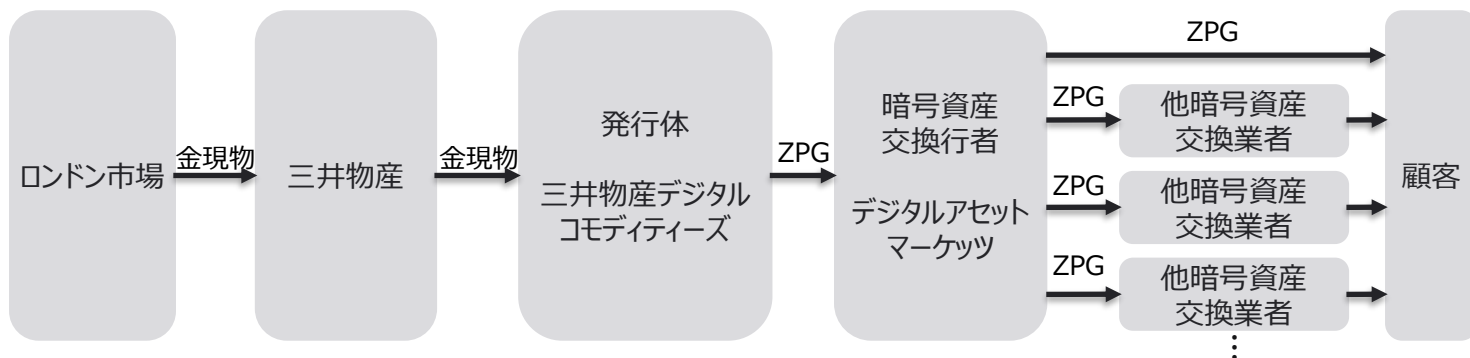 ロンドン市場
金現物
三井物産
金現物
発行体
三井物産デジタル
コモディティーズ
ZPG
暗号資産
交換行者
デジタルアセット
マーケッツ
ZPG
ZPG
他暗号資産
交換業者
ZPG
他暗号資産
交換業者
ZPG
他暗号資産
交換業者
⋮
顧客